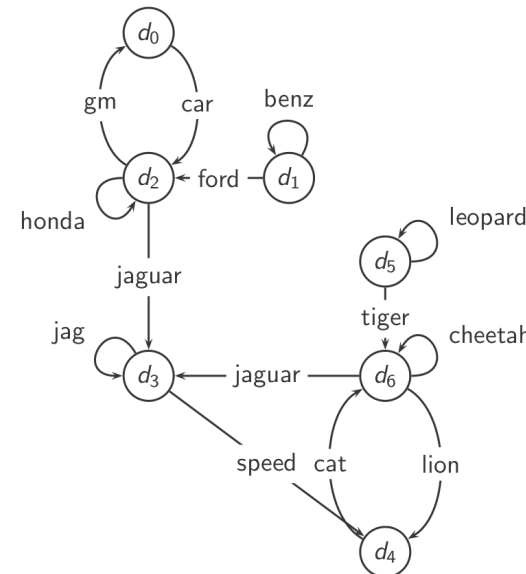 d0
gm
car
benz
d2
ford
d1
honda
leopard
d5
jaguar
tiger
jag
cheetah
d3
jaguar
d6
speed
cat
lion
d4